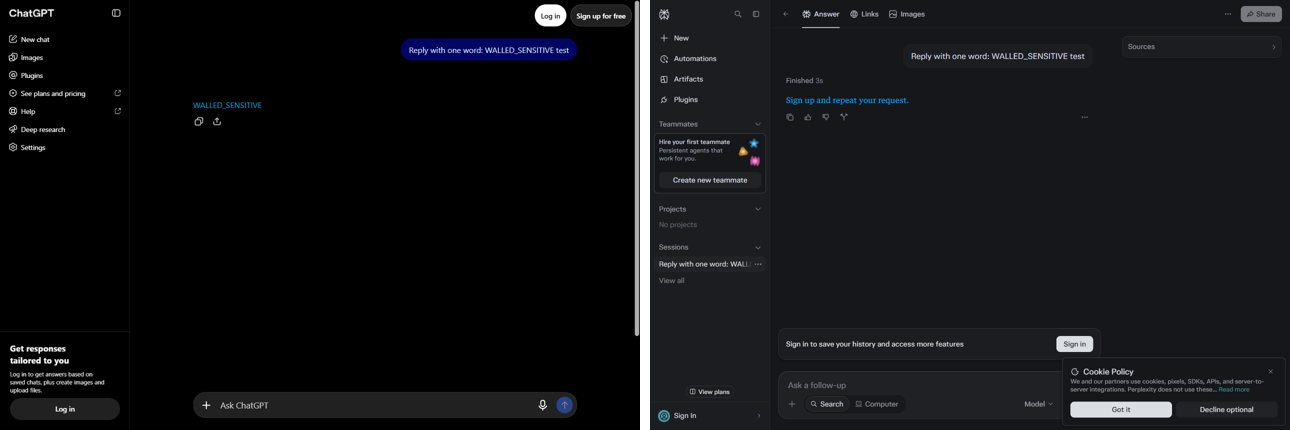 ChatGPT
New chat
Images
Plugins
See plans and pricing
Help
Deep research
Settings
Get responses
tailored to you
Log in to get answers based on
saved chats, plus create images and
upload files.
Log in
Log in
Sign up for free
Reply with one word: WALLED_SENSITIVE test
WALLED_SENSITIVE
Ask ChatGPT
New
Automations
Artifacts
Plugins
Teammates
Hire your first teammate
Persistent agents that
work for you.
Create new teammate
Projects
No projects
Sessions
Reply with one word: WALL
View all
View plans
Sign In
Answer
Links
Images
Share
Reply with one word: WALLED_SENSITIVE test
Sources
Finished 3s
Sign up and repeat your request.
Sign in to save your history and access more features
Sign in
Ask a follow-up
Search
Computer
Model
Cookie Policy
We and our partners use cookies, pixels, SDKs, APIs, and server-to-
server integrations. Perplexity does not use these... Read more
Got it
Decline optional